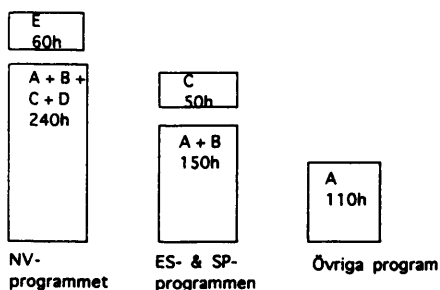 E
60h
A + B +
C + D
240h
C
50h
A + B
150h
A
110h
NV-
programmet
ES- & SP-
programmen
Övriga program